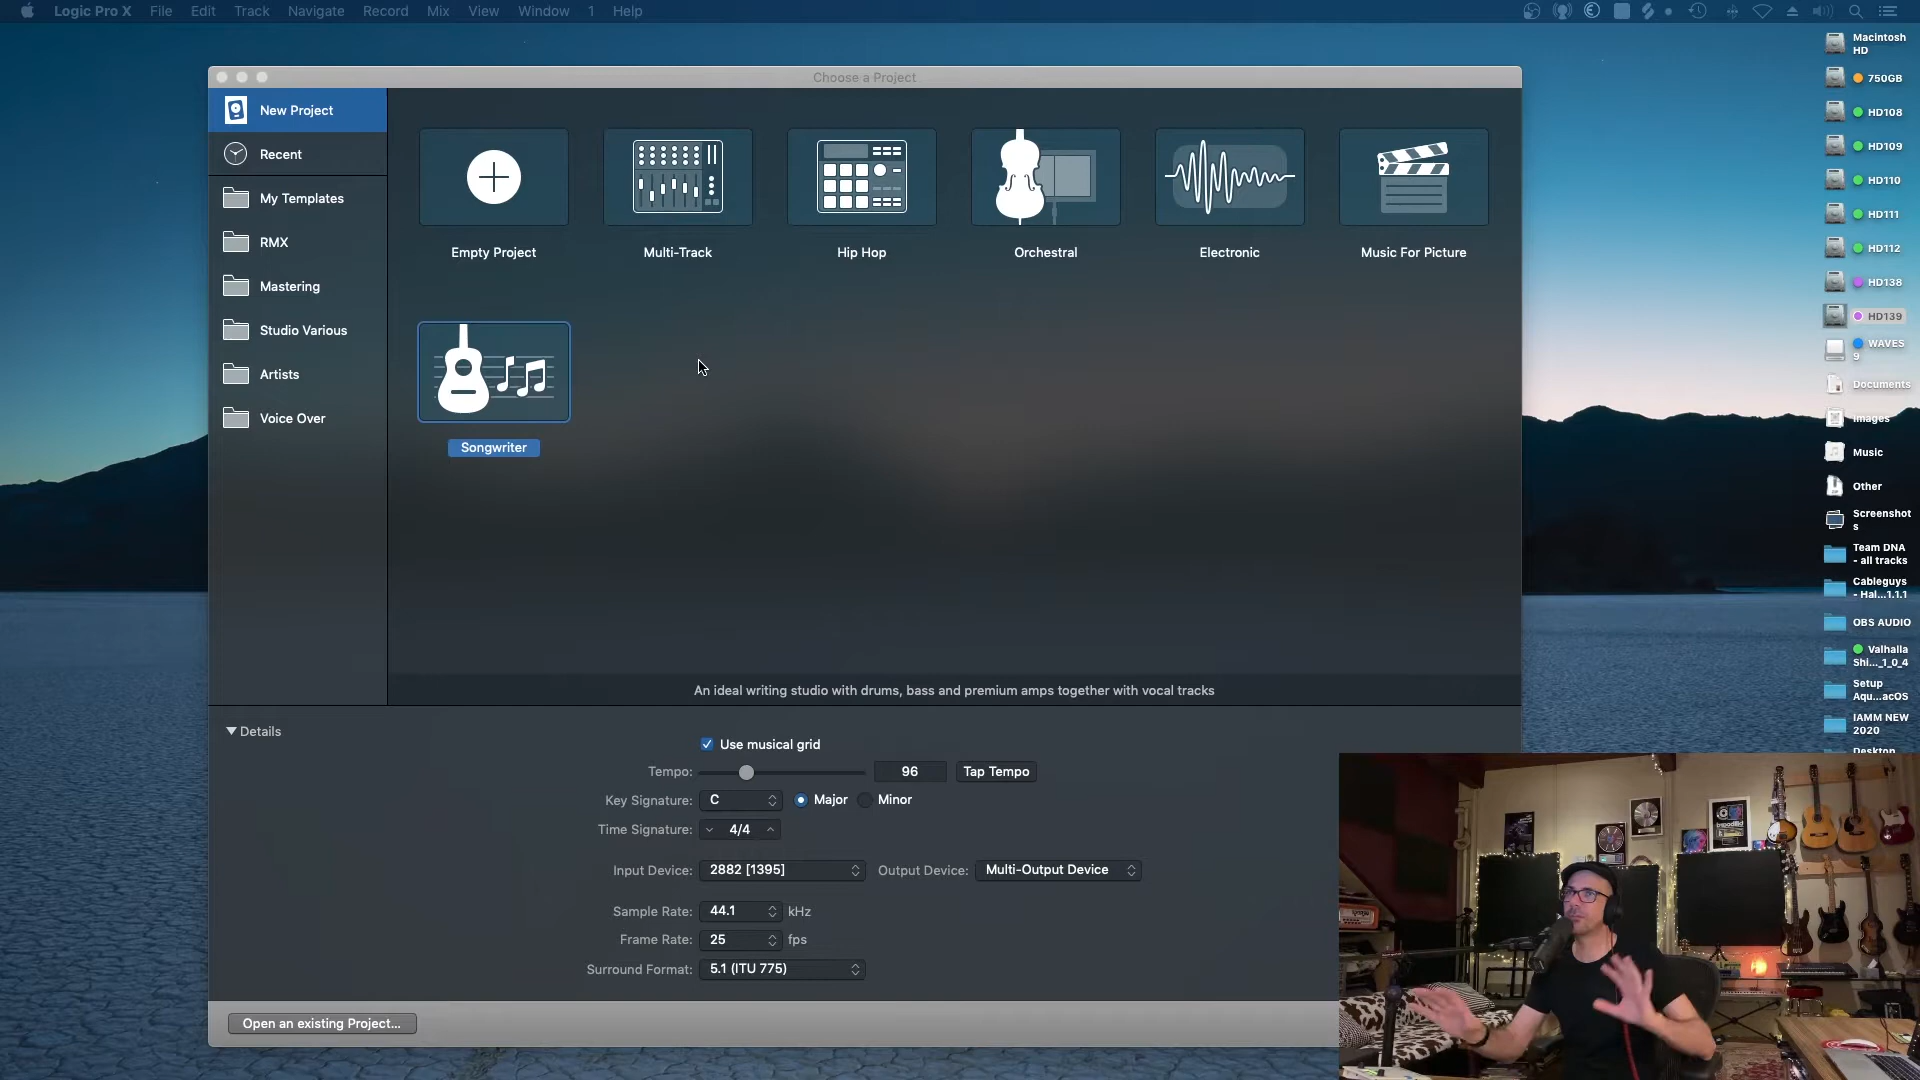 Logic Pro X File Edit Track Navigate Record Mix View Window 1 Help
Choose a Project
New Project
Recent
My Templates
RMX
Mastering
Studio Various
Artists
Voice Over
Empty Project
Multi-Track
Hip Hop
Orchestral
Electronic
Music For Picture
Songwriter
An ideal writing studio with drums, bass and premium amps together with vocal tracks
Details
Use musical grid
Tempo: 96 Tap Tempo
Key Signature: C Major Minor
Time Signature: 4/4
Input Device: 2882 [1395] Output Device: Multi-Output Device
Sample Rate: 44.1 kHz
Frame Rate: 25 fps
Surround Format: 5.1 (ITU 775)
Open an existing Project...
Macintosh
HD
750GB
HD108
HD109
HD110
HD111
HD112
HD138
HD139
WAVES
9
Documents
Images
Music
Other
Screenshot
s
Team DNA
- all tracks
Cableguys
- Hal...1.1.1
OBS AUDIO
Valhalla
Shi..._1_0_4
Setup
Aqu...acOS
IAMM NEW
2020
Desktop